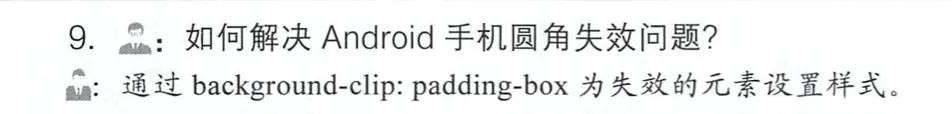 9. ：如何解决 Android 手机圆角失效问题？
：通过 background-clip: padding-box 为失效的元素设置样式。